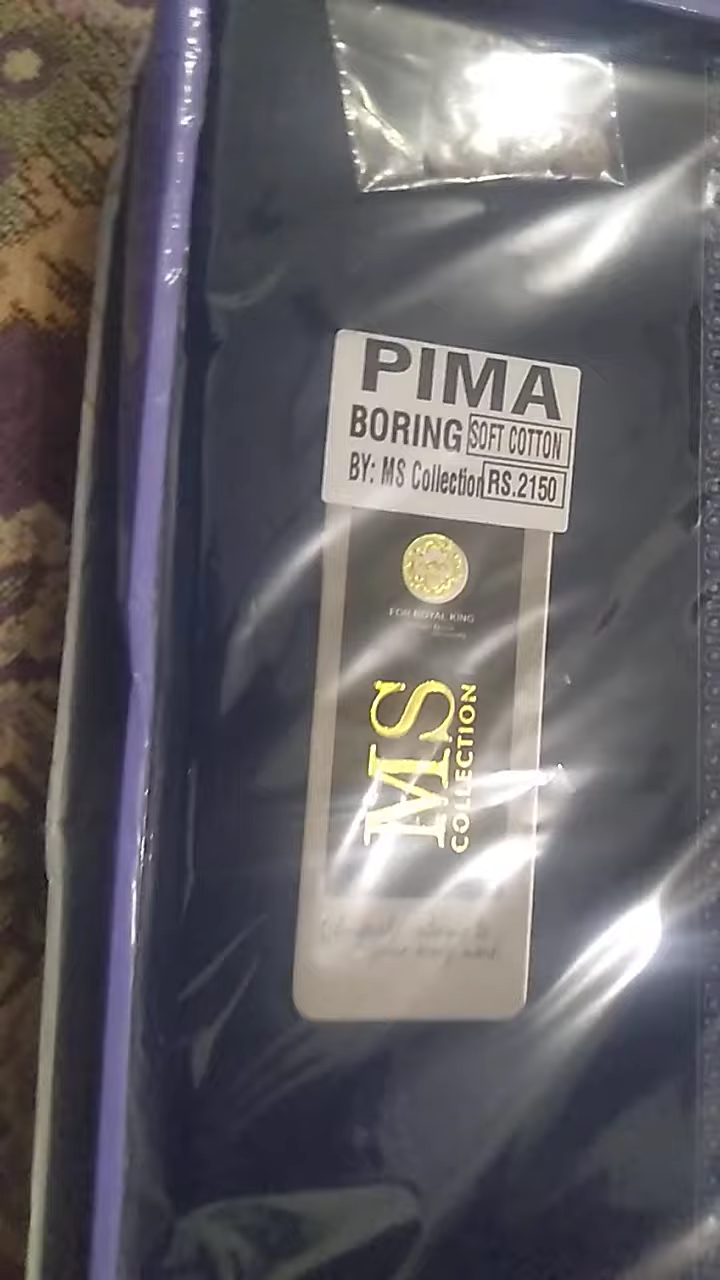 PIMA
BORING SOFT COTTON
BY: MS Collection RS.2150
FOR ROYAL KING
MS
COLLECTION